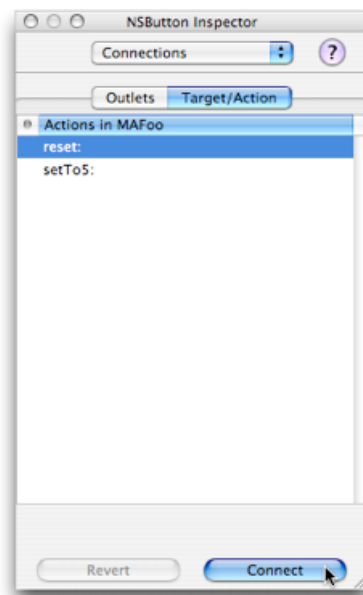 NSButton Inspector
Connections
?
Outlets Target/Action
Actions in MAFoo
reset:
setTo5:
Revert Connect